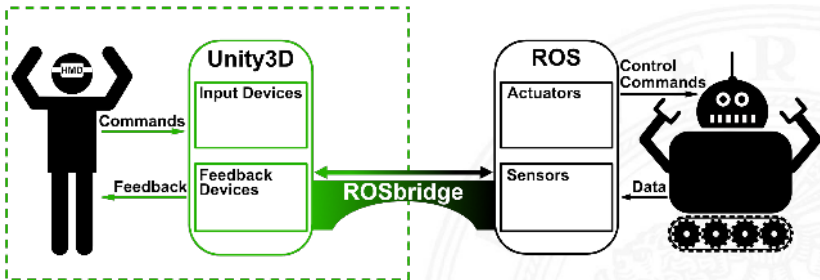 HMD
Commands
Feedback
Unity3D
Input Devices
Feedback
Devices
ROSbridge
ROS
Actuators
Sensors
Control
Commands
Data